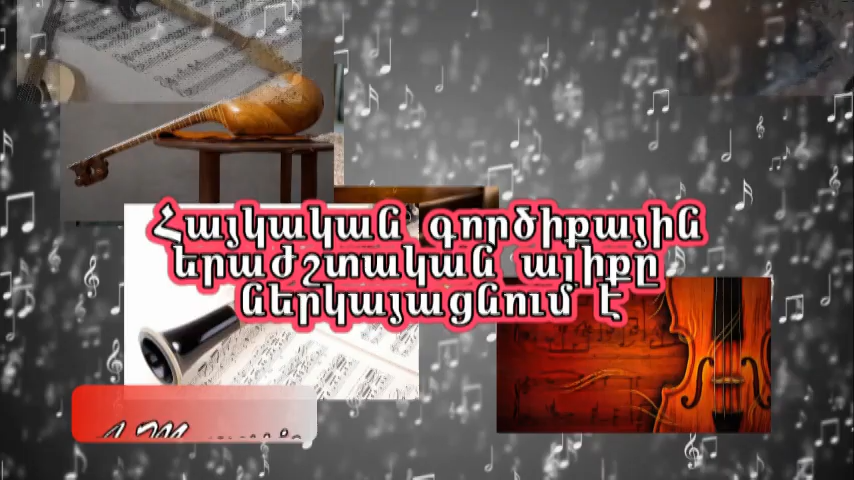 Հայկական գործիքային
երաժշտական ալիքը
ներկայացնում է